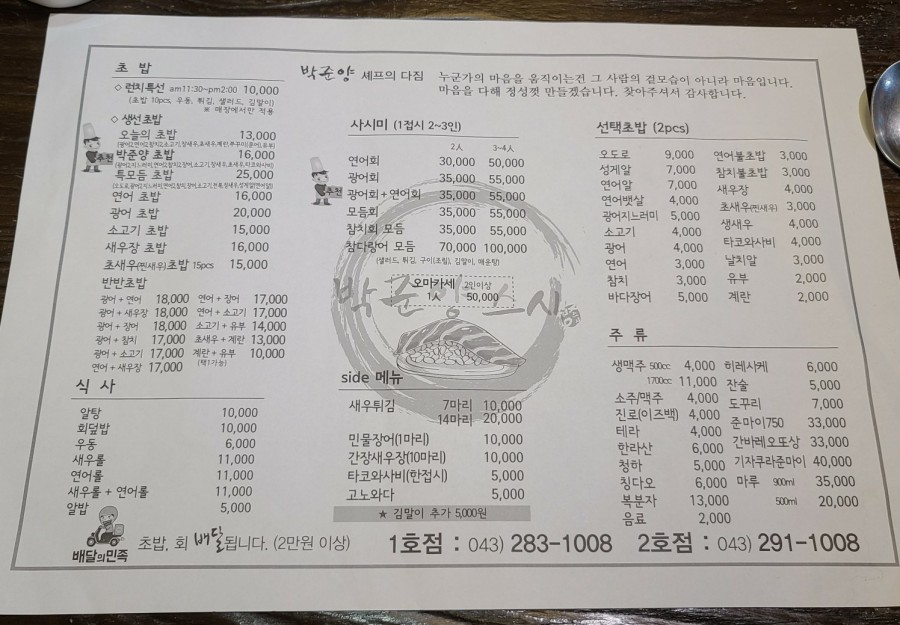 박준양 셰프의 다짐 누군가의 마음을 움직이는건 그 사람의 겉모습이 아니라 마음입니다.
마음을 다해 정성껏 만들겠습니다. 찾아주셔서 감사합니다.
초 밥
◇ 런치특선 am11:30~pm2:00 10,000
(초밥 10pcs, 우동, 튀김, 샐러드, 김말이)
※ 매장에서만 적용
◇ 생선초밥
오늘의 초밥 13,000
박준양 초밥 16,000
특모듬 초밥 25,000
연어 초밥 16,000
광어 초밥 20,000
소고기 초밥 15,000
새우장 초밥 16,000
초새우(찐새우)초밥 15pcs 15,000
반반초밥
광어 + 연어 18,000 연어 + 장어 17,000
광어 + 새우장 18,000 연어 + 소고기 17,000
광어 + 장어 18,000 소고기 + 유부 14,000
광어 + 참치 17,000 초새우 + 계란 13,000
광어 + 소고기 17,000 계란 + 유부 10,000
연어 + 새우장 17,000 (택1가능)
식 사
알탕 10,000
회덮밥 10,000
우동 6,000
새우롤 11,000
연어롤 11,000
새우롤 + 연어롤 11,000
알밥 5,000
사시미 (1접시 2~3인)
2人 3~4人
연어회 30,000 50,000
광어회 35,000 55,000
광어회 + 연어회 35,000 55,000
모듬회 35,000 55,000
참치회 모듬 35,000 55,000
참다랑어 모듬 70,000 100,000
(샐러드, 튀김, 구이(조림), 김말이, 매운탕)
오마카세 2인이상
1人 50,000
박준양스시
side 메뉴
새우튀김 7마리 10,000
14마리 20,000
민물장어(1마리) 10,000
간장새우장(10마리) 10,000
타코와사비(한접시) 5,000
고노와다 5,000
★ 김말이 추가 5,000원
선택초밥 (2pcs)
오도로 9,000 연어불초밥 3,000
성게알 7,000 참치불초밥 3,000
연어알 7,000 새우장 4,000
연어뱃살 4,000 초새우(찐새우) 3,000
광어지느러미 5,000 생새우 4,000
소고기 4,000 타코와사비 4,000
광어 4,000 날치알 3,000
연어 3,000 유부 2,000
참치 3,000 계란 2,000
바다장어 5,000
주 류
생맥주 500cc 4,000 히레사케 6,000
1700cc 11,000 잔술 5,000
소주/맥주 4,000 도꾸리 7,000
진로(이즈백) 4,000 준마이750 33,000
테라 4,000 간바레오또상 33,000
한라산 6,000 기자쿠라준마이 40,000
청하 5,000 마루 900ml 35,000
칭다오 6,000 500ml 20,000
복분자 13,000
음료 2,000
배달의민족
초밥, 회 배달됩니다. (2만원 이상) 1호점 : 043) 283-1008 2호점 : 043) 291-1008